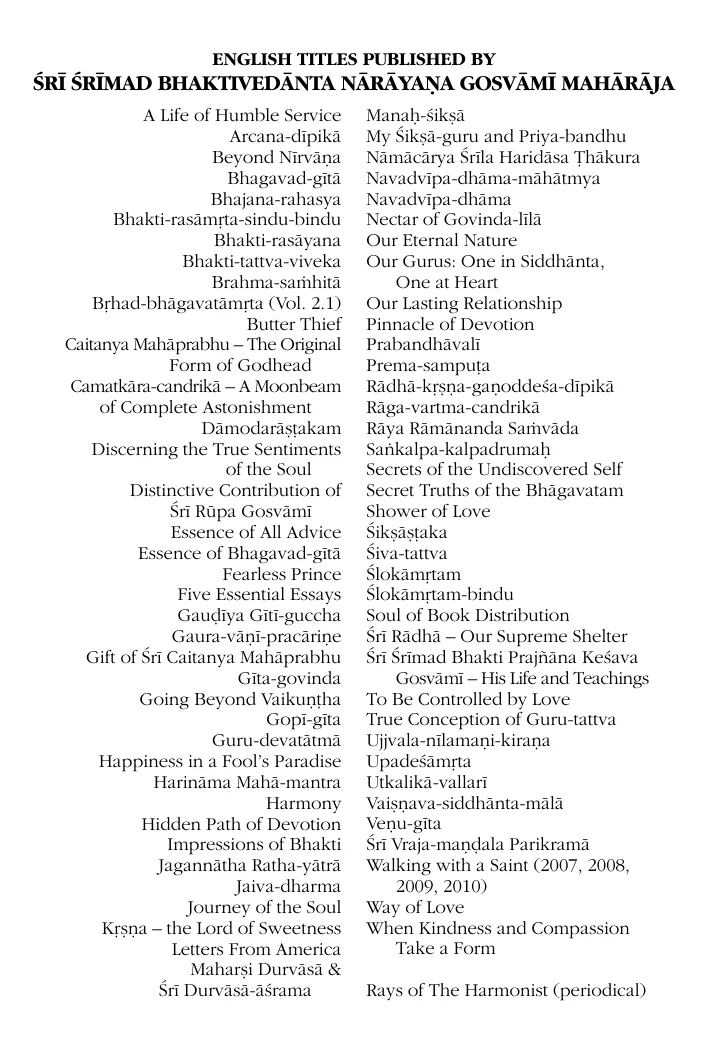 ENGLISH TITLES PUBLISHED BY
ŚRĪ ŚRĪMAD BHAKTIVEDĀNTA NĀRĀYAṆA GOSVĀMĪ MAHĀRĀJA
A Life of Humble Service
Arcana-dīpikā
Beyond Nīrvāṇa
Bhagavad-gītā
Bhajana-rahasya
Bhakti-rasāmṛta-sindu-bindu
Bhakti-rasāyana
Bhakti-tattva-viveka
Brahma-saṁhitā
Bṛhad-bhāgavatāmṛta (Vol. 2.1)
Butter Thief
Caitanya Mahāprabhu – The Original
Form of Godhead
Camatkāra-candrikā – A Moonbeam
of Complete Astonishment
Dāmodarāṣṭakam
Discerning the True Sentiments
of the Soul
Distinctive Contribution of
Śrī Rūpa Gosvāmī
Essence of All Advice
Essence of Bhagavad-gītā
Fearless Prince
Five Essential Essays
Gauḍīya Gītī-guccha
Gaura-vāṇī-pracāriṇe
Gift of Śrī Caitanya Mahāprabhu
Gīta-govinda
Going Beyond Vaikuṇṭha
Gopī-gīta
Guru-devatātmā
Happiness in a Fool's Paradise
Harināma Mahā-mantra
Harmony
Hidden Path of Devotion
Impressions of Bhakti
Jagannātha Ratha-yātrā
Jaiva-dharma
Journey of the Soul
Kṛṣṇa – the Lord of Sweetness
Letters From America
Maharṣi Durvāsā &
Śrī Durvāsā-āśrama
Manaḥ-śikṣā
My Śikṣā-guru and Priya-bandhu
Nāmācārya Śrīla Haridāsa Ṭhākura
Navadvīpa-dhāma-māhātmya
Navadvīpa-dhāma
Nectar of Govinda-līlā
Our Eternal Nature
Our Gurus: One in Siddhānta,
One at Heart
Our Lasting Relationship
Pinnacle of Devotion
Prabandhāvalī
Prema-sampuṭa
Rādhā-kṛṣṇa-gaṇoddeśa-dīpikā
Rāga-vartma-candrikā
Rāya Rāmānanda Saṁvāda
Saṅkalpa-kalpadrumaḥ
Secrets of the Undiscovered Self
Secret Truths of the Bhāgavatam
Shower of Love
Śikṣāṣṭaka
Śiva-tattva
Ślokāmṛtam
Ślokāmṛtam-bindu
Soul of Book Distribution
Śrī Rādhā – Our Supreme Shelter
Śrī Śrīmad Bhakti Prajñāna Keśava
Gosvāmī – His Life and Teachings
To Be Controlled by Love
True Conception of Guru-tattva
Ujjvala-nīlamaṇi-kiraṇa
Upadeśāmṛta
Utkalikā-vallarī
Vaiṣṇava-siddhānta-mālā
Veṇu-gīta
Śrī Vraja-maṇḍala Parikramā
Walking with a Saint (2007, 2008,
2009, 2010)
Way of Love
When Kindness and Compassion
Take a Form
Rays of The Harmonist (periodical)